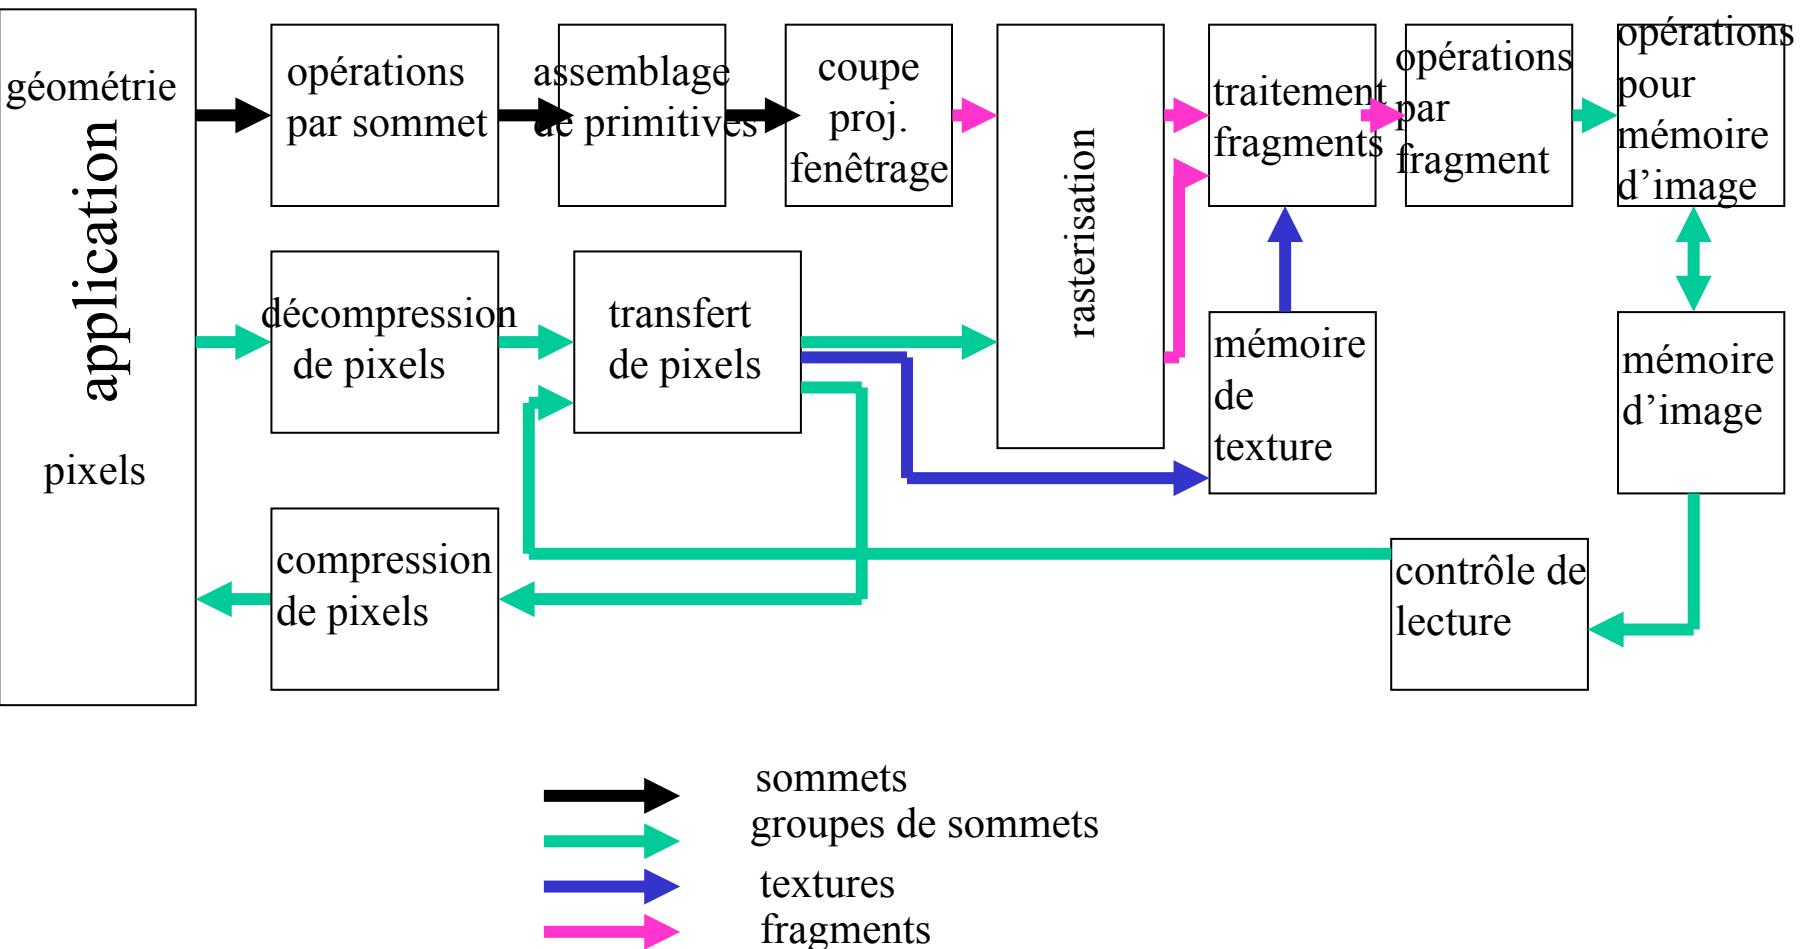 géométrie
application
pixels
opérations
par sommet
assemblage
de primitives
coupe
proj.
fenêtrage
rasterisation
traitement
fragments
opérations
par
fragment
opérations
pour
mémoire
d’image
décompression
de pixels
transfert
de pixels
mémoire
de
texture
mémoire
d’image
compression
de pixels
contrôle de
lecture
sommets
groupes de sommets
textures
fragments